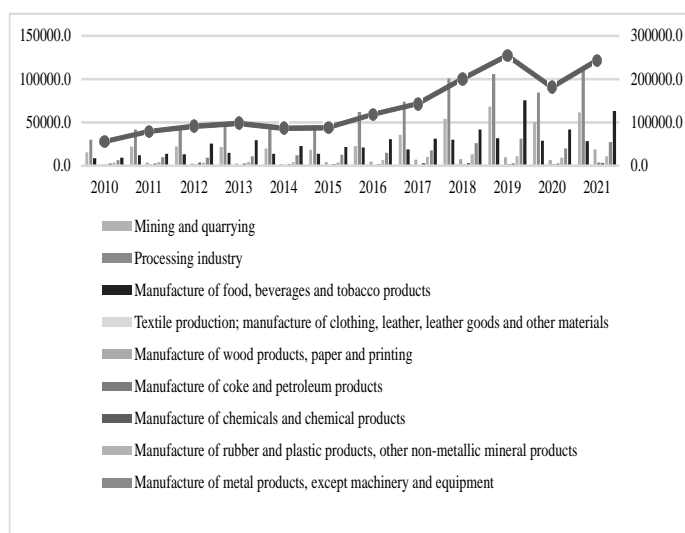 150000.0 300000.0
100000.0 200000.0
50000.0 100000.0
0.0 0.0
2010 2011 2012 2013 2014 2015 2016 2017 2018 2019 2020 2021
Mining and quarrying
Processing industry
Manufacture of food, beverages and tobacco products
Textile production; manufacture of clothing, leather, leather goods and other materials
Manufacture of wood products, paper and printing
Manufacture of coke and petroleum products
Manufacture of chemicals and chemical products
Manufacture of rubber and plastic products, other non-metallic mineral products
Manufacture of metal products, except machinery and equipment